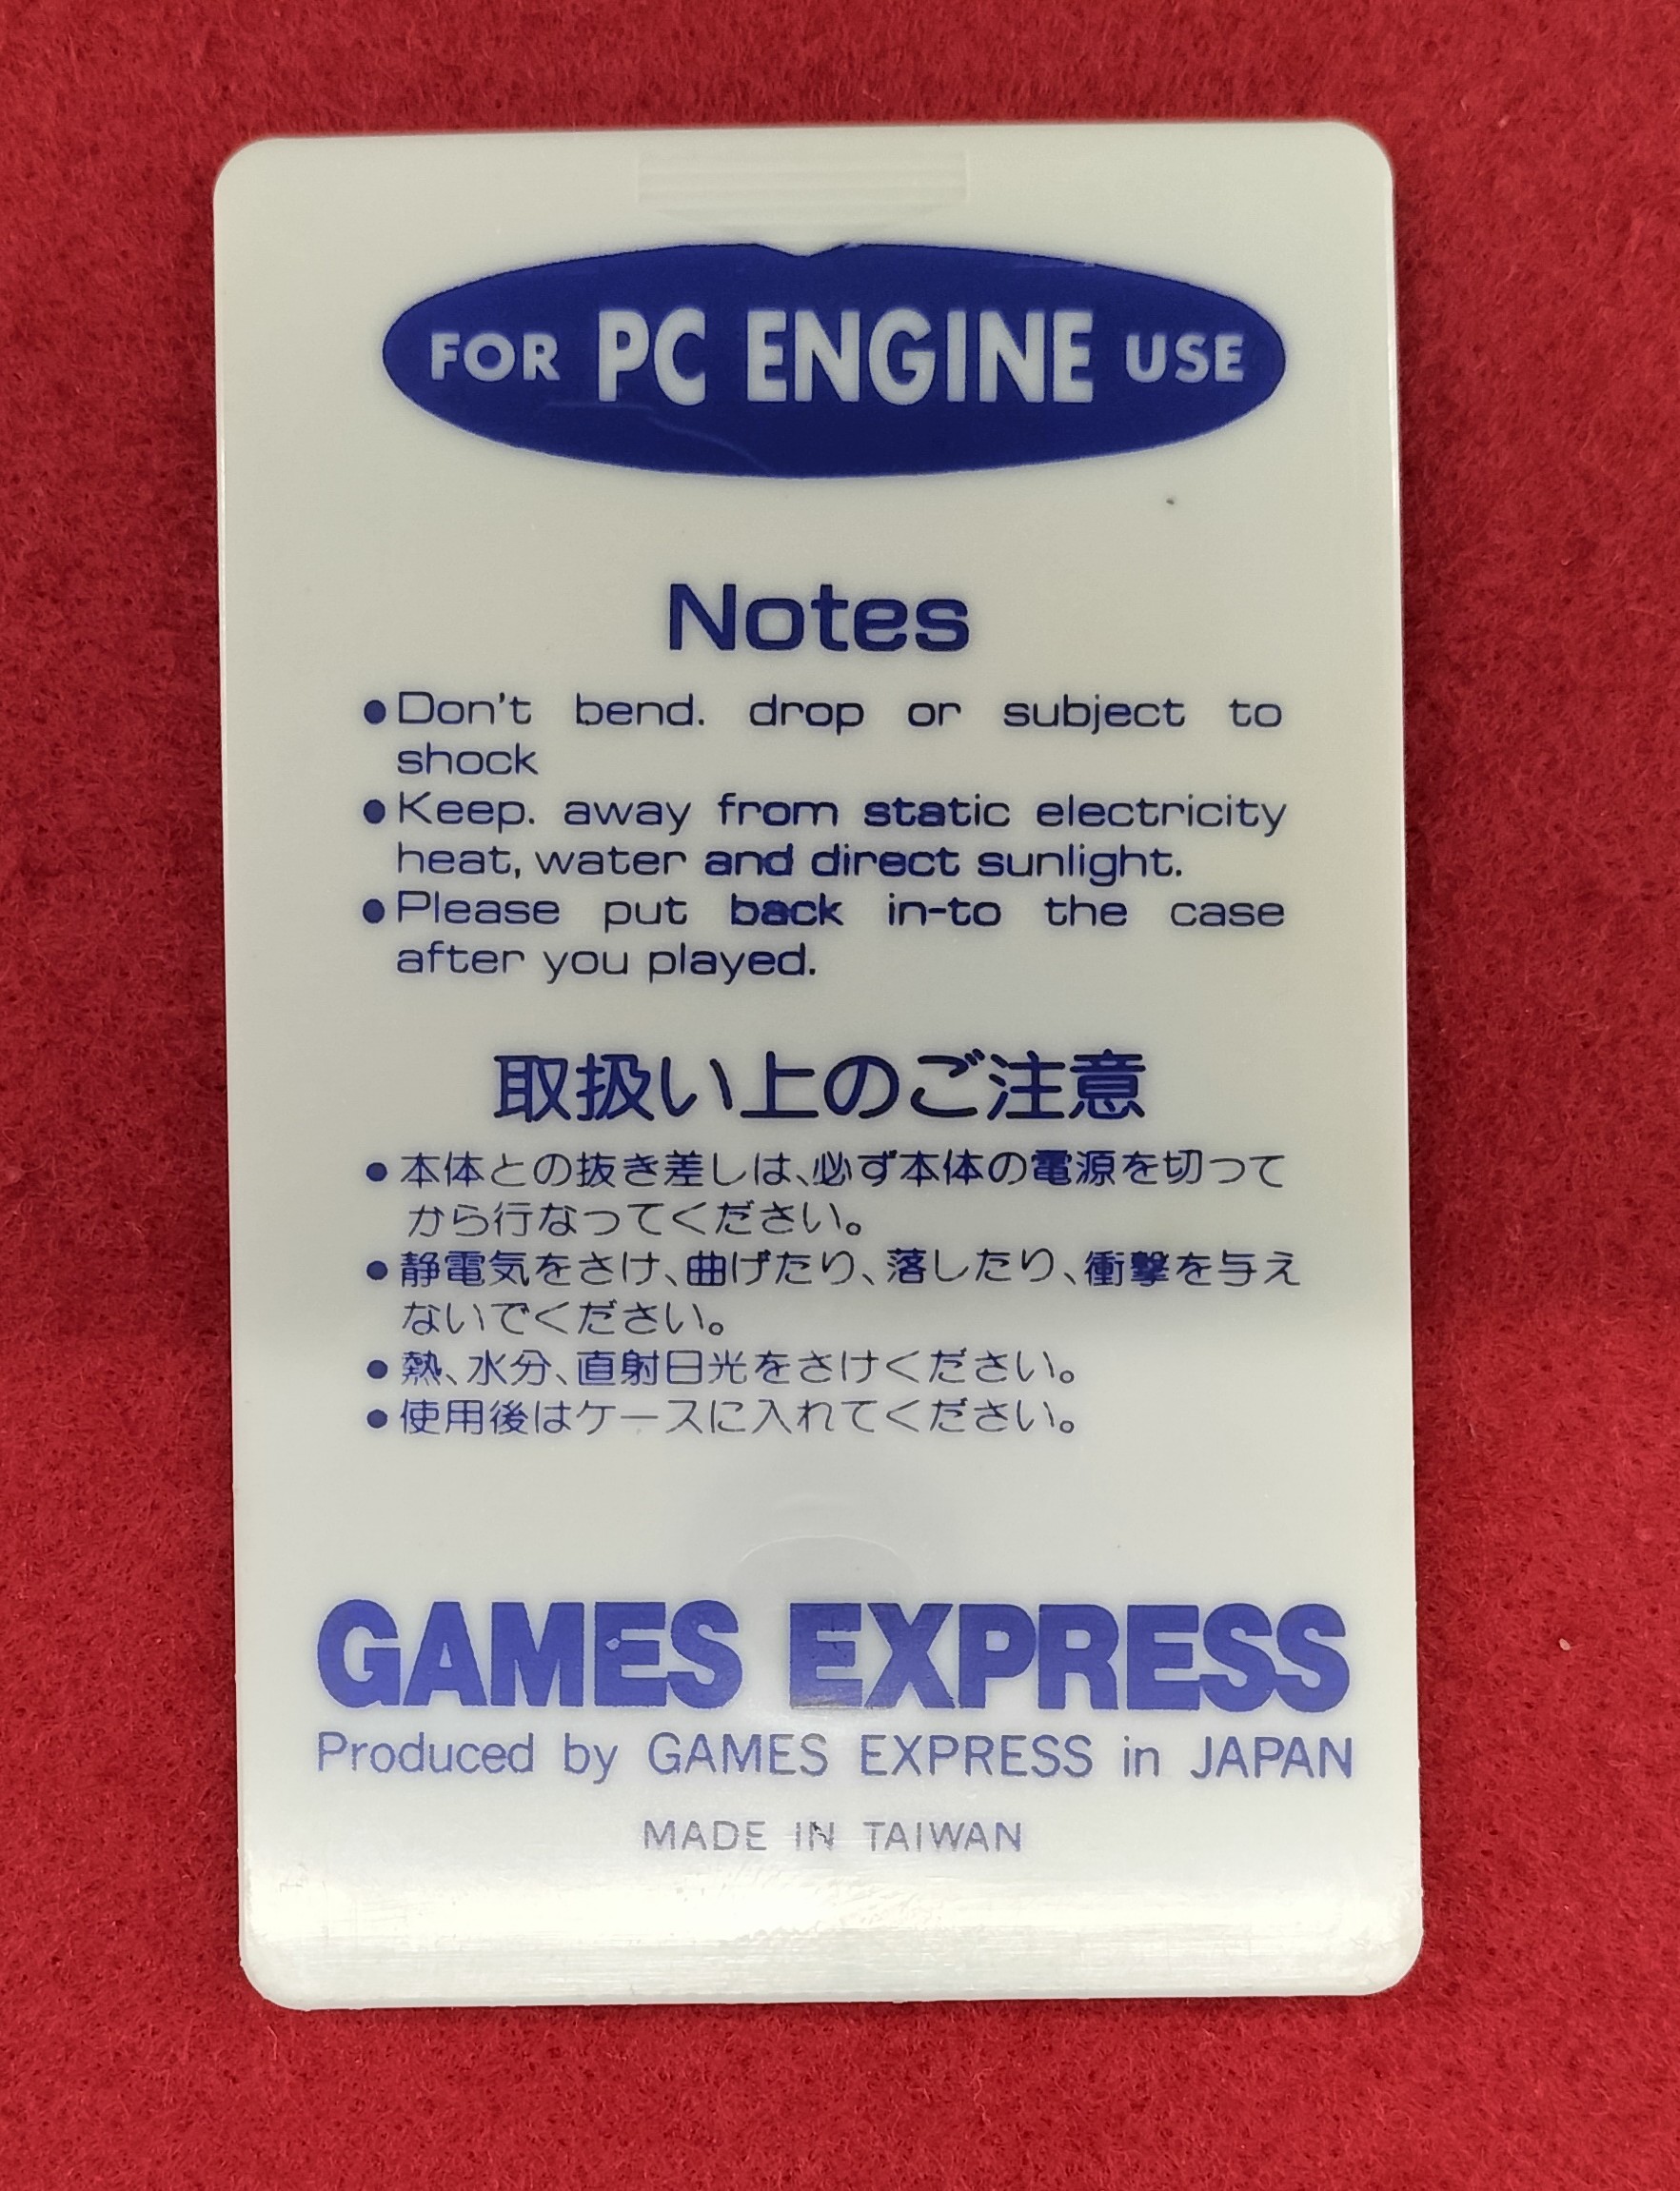 FOR PC ENGINE USE
Notes
●Don't bend. drop or subject to
shock
●Keep. away from static electricity
heat, water and direct sunlight.
●Please put back in-to the case
after you played.
取扱い上のご注意
●本体との抜き差しは、必ず本体の電源を切って
から行なってください。
●静電気をさけ、曲げたり、落したり、衝撃を与え
ないでください。
●熱、水分、直射日光をさけください。
●使用後はケースに入れてください。
GAMES EXPRESS
Produced by GAMES EXPRESS in JAPAN
MADE IN TAIWAN